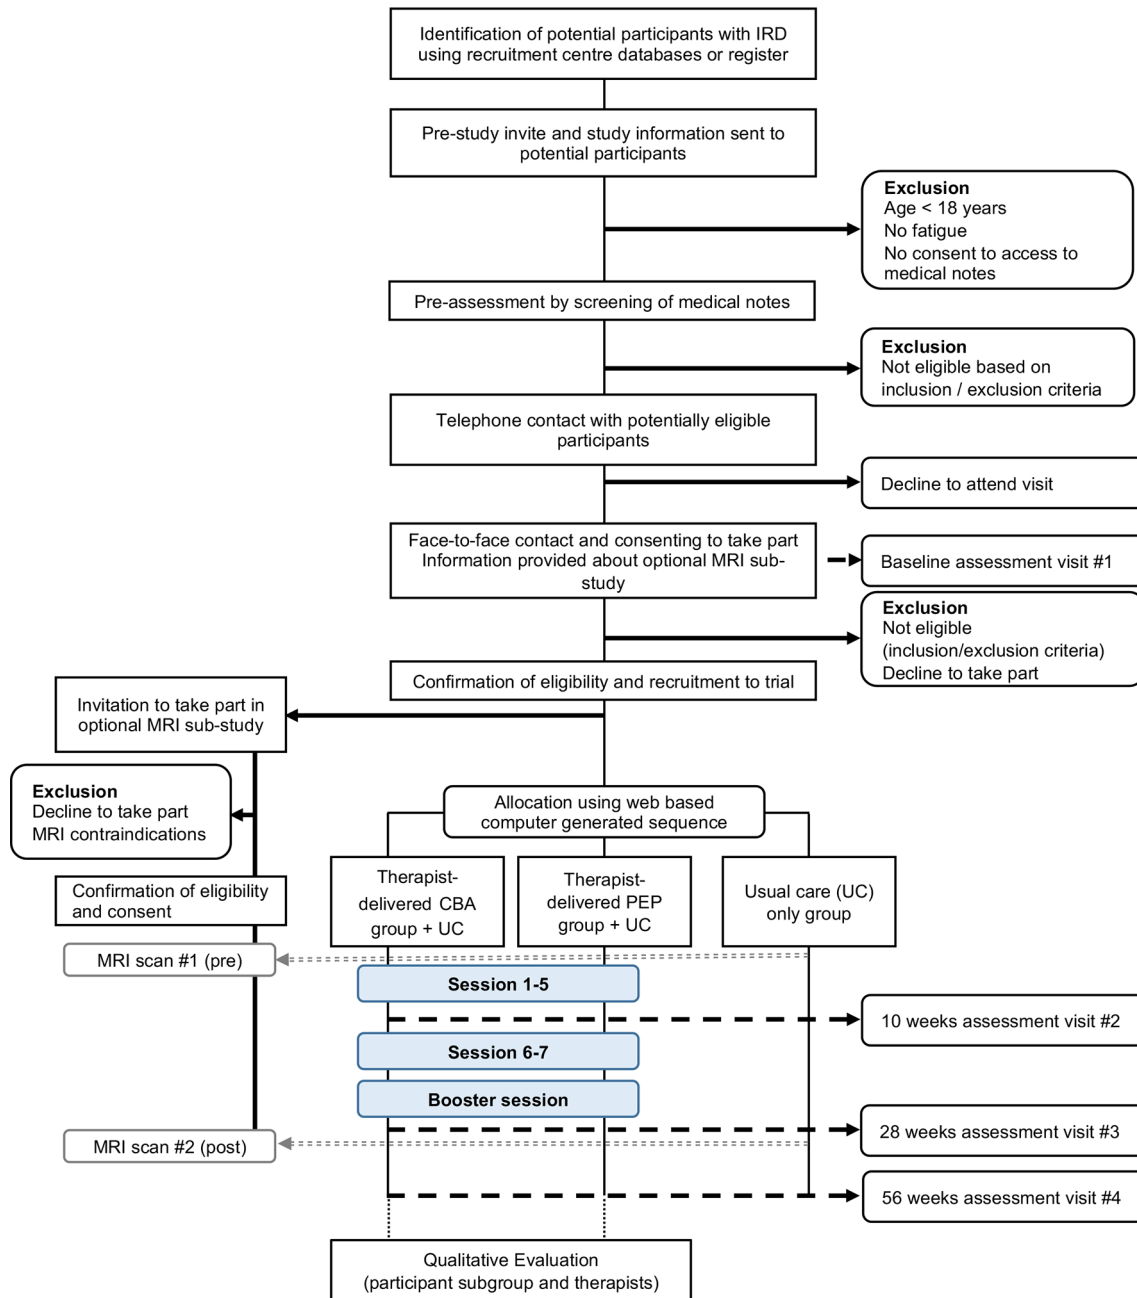 Identification of potential participants with IRD
using recruitment centre databases or register
Pre-study invite and study information sent to
potential participants
Exclusion
Age < 18 years
No fatigue
No consent to access to
medical notes
Pre-assessment by screening of medical notes
Exclusion
Not eligible based on
inclusion / exclusion criteria
Telephone contact with potentially eligible
participants
Decline to attend visit
Face-to-face contact and consenting to take part
Information provided about optional MRI sub-
study
Baseline assessment visit #1
Exclusion
Not eligible
(inclusion/exclusion criteria)
Decline to take part
Confirmation of eligibility and recruitment to trial
Invitation to take part in
optional MRI sub-study
Exclusion
Decline to take part
MRI contraindications
Allocation using web based
computer generated sequence
Confirmation of eligibility
and consent
Therapist-
delivered CBA
group + UC
Therapist-
delivered PEP
group + UC
Usual care (UC)
only group
MRI scan #1 (pre)
Session 1-5
10 weeks assessment visit #2
Session 6-7
Booster session
28 weeks assessment visit #3
MRI scan #2 (post)
56 weeks assessment visit #4
Qualitative Evaluation
(participant subgroup and therapists)